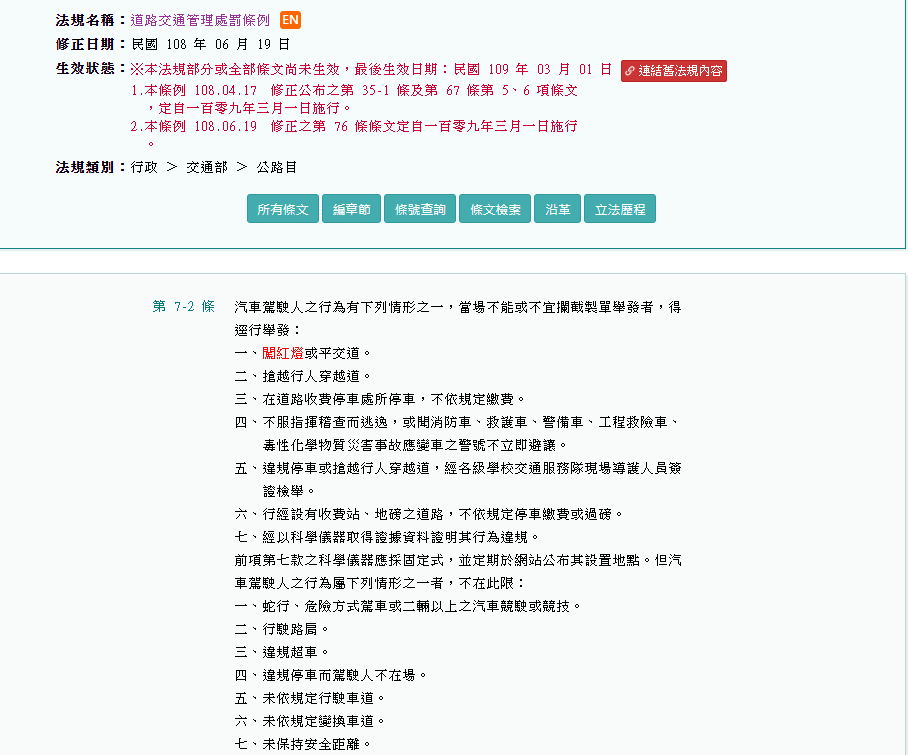 法規名稱：道路交通管理處罰條例 EN
修正日期：民國 108 年 06 月 19 日
生效狀態：※本法規部分或全部條文尚未生效，最後生效日期：民國 109 年 03 月 01 日 連結舊法規內容
1.本條例 108.04.17 修正公布之第 35-1 條及第 67 條第 5、6 項條文
，定自一百零九年三月一日施行。
2.本條例 108.06.19 修正之第 76 條條文定自一百零九年三月一日施行
。
法規類別：行政 ＞ 交通部 ＞ 公路目
所有條文 編章節 條號查詢 條文檢索 沿革 立法歷程
第 7-2 條 汽車駕駛人之行為有下列情形之一，當場不能或不宜攔截製單舉發者，得
逕行舉發：
一、闖紅燈或平交道。
二、搶越行人穿越道。
三、在道路收費停車處所停車，不依規定繳費。
四、不服指揮稽查而逃逸，或聞消防車、救護車、警備車、工程救險車、
毒性化學物質災害事故應變車之警號不立即避讓。
五、違規停車或搶越行人穿越道，經各級學校交通服務隊現場導護人員簽
證檢舉。
六、行經設有收費站、地磅之道路，不依規定停車繳費或過磅。
七、經以科學儀器取得證據資料證明其行為違規。
前項第七款之科學儀器應採固定式，並定期於網站公布其設置地點。但汽
車駕駛人之行為屬下列情形之一者，不在此限：
一、蛇行、危險方式駕車或二輛以上之汽車競駛或競技。
二、行駛路肩。
三、違規超車。
四、違規停車而駕駛人不在場。
五、未依規定行駛車道。
六、未依規定變換車道。
七、未保持安全距離。